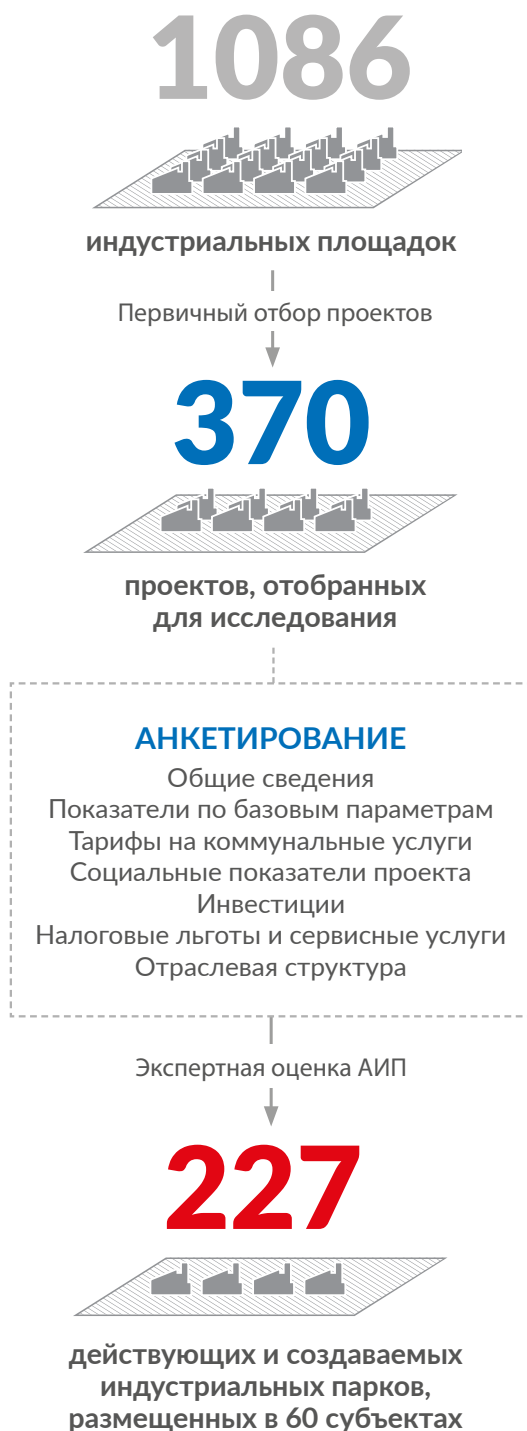 1086
индустриальных площадок
Первичный отбор проектов
370
проектов, отобранных
для исследования
АНКЕТИРОВАНИЕ
Общие сведения
Показатели по базовым параметрам
Тарифы на коммунальные услуги
Социальные показатели проекта
Инвестиции
Налоговые льготы и сервисные услуги
Отраслевая структура
Экспертная оценка АИП
227
действующих и создаваемых
индустриальных парков,
размещенных в 60 субъектах